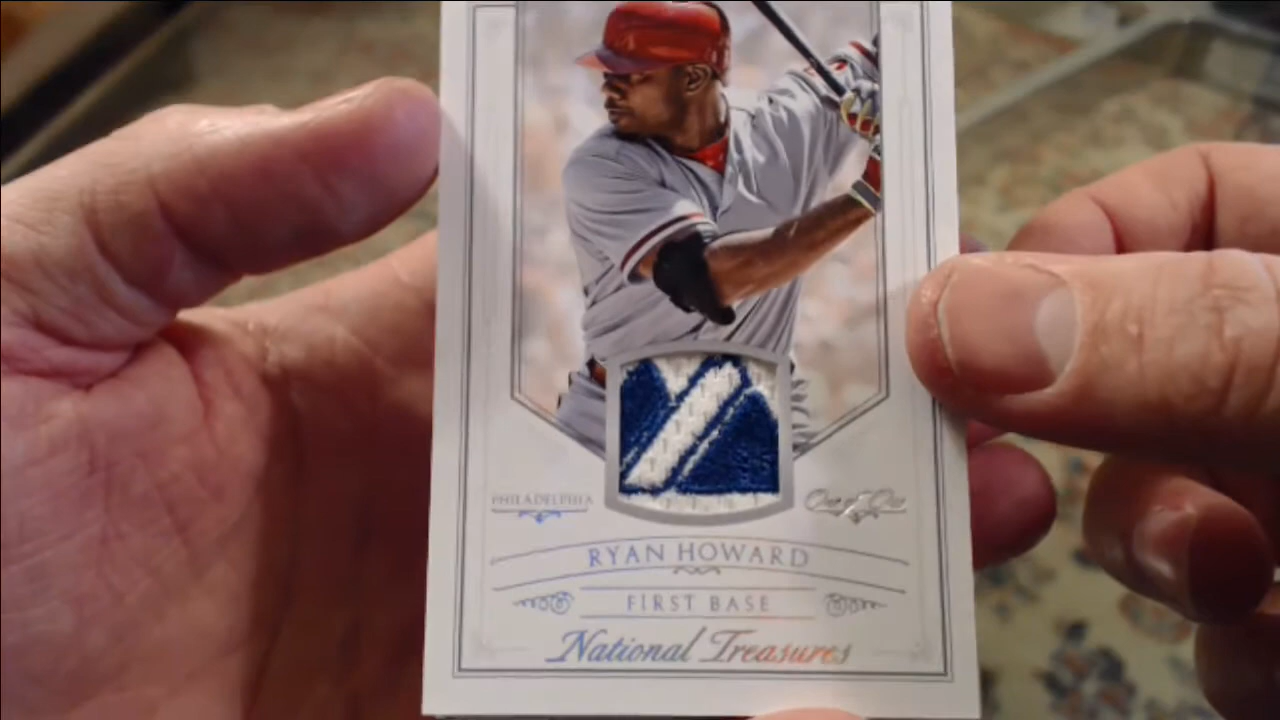 PHILADELPHIA
One of One
RYAN HOWARD
FIRST BASE
National Treasures